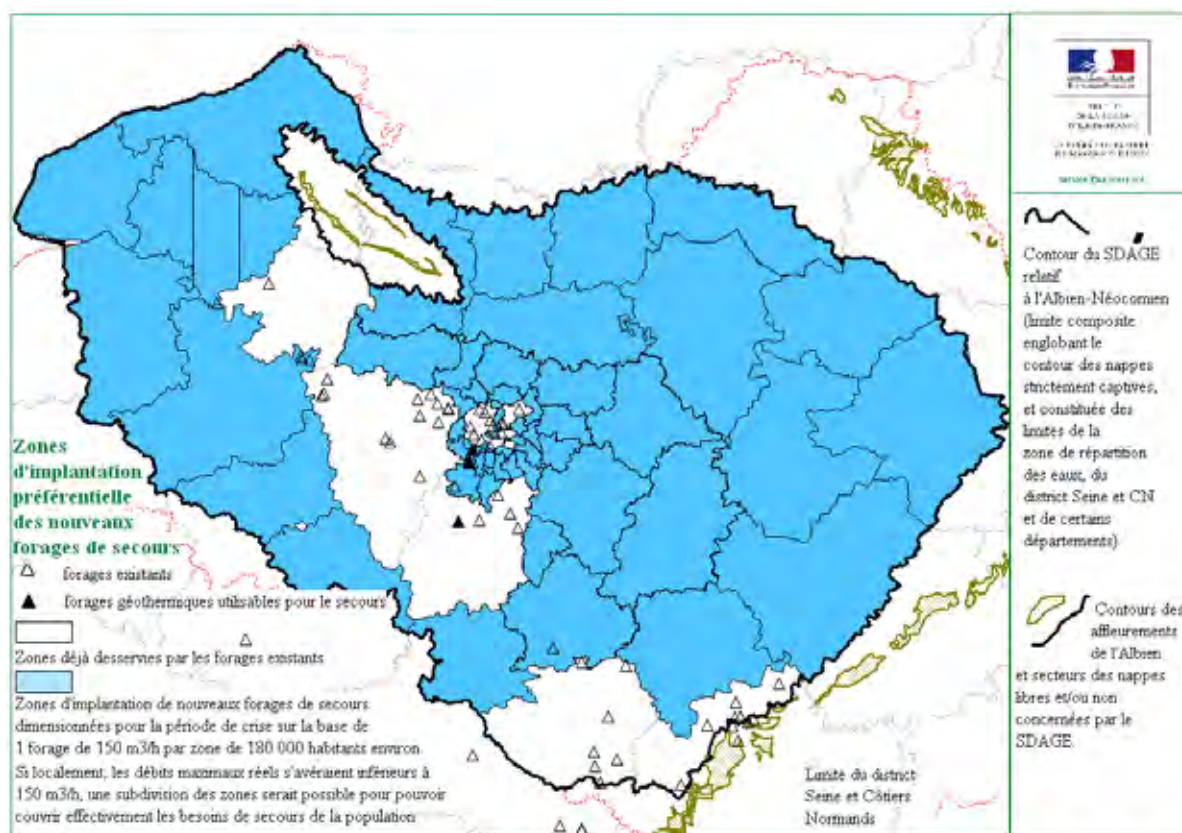 Zones
d'implantation
préférentielle
des nouveaux
forages de secours
forages existants
forages géothermiques utilisables pour le secours
Zones déjà desservies par les forages existants
Zones d'implantation de nouveaux forages de secours
dimensionnées pour la période de crise sur la base de
1 forage de 150 m3/h par zone de 180 000 habitants environ.
Si localement, les débits maximaux réels s'avéraient inférieurs à
150 m3/h, une subdivision des zones serait possible pour pouvoir
couvrir effectivement les besoins de secours de la population
Limite du district
Seine et Côtiers
Normands
Contour du SDAGE
relatif
à l'Albien-Néocomien
(limite composite
englobant le
contour des nappes
strictement captives,
et constituée des
limites de la
zone de répartition
des eaux, du
district Seine et CN
et de certains
départements)
Contours des
affleurements
de l'Albien
et secteurs des nappes
libres et/ou non
concernées par le
SDAGE.